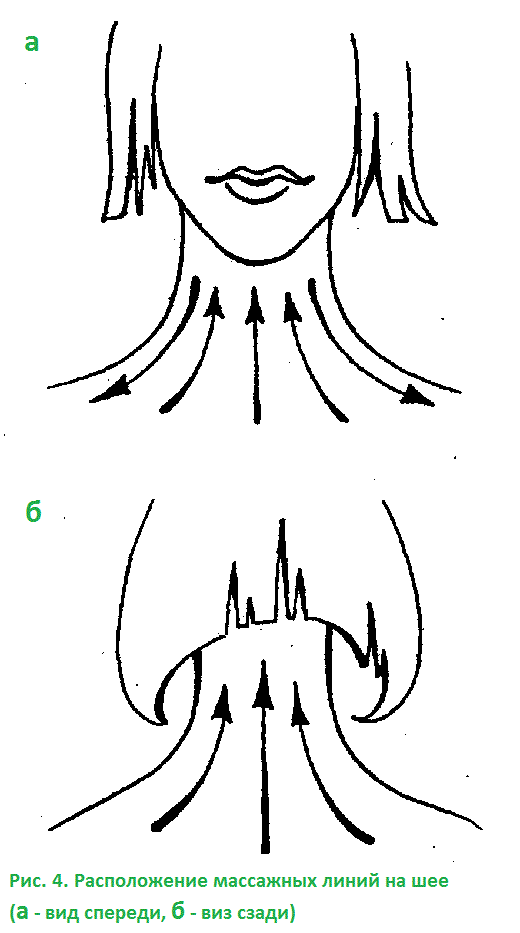 а
б
Рис. 4. Расположение массажных линий на шее
(а - вид спереди, б - виз сзади)